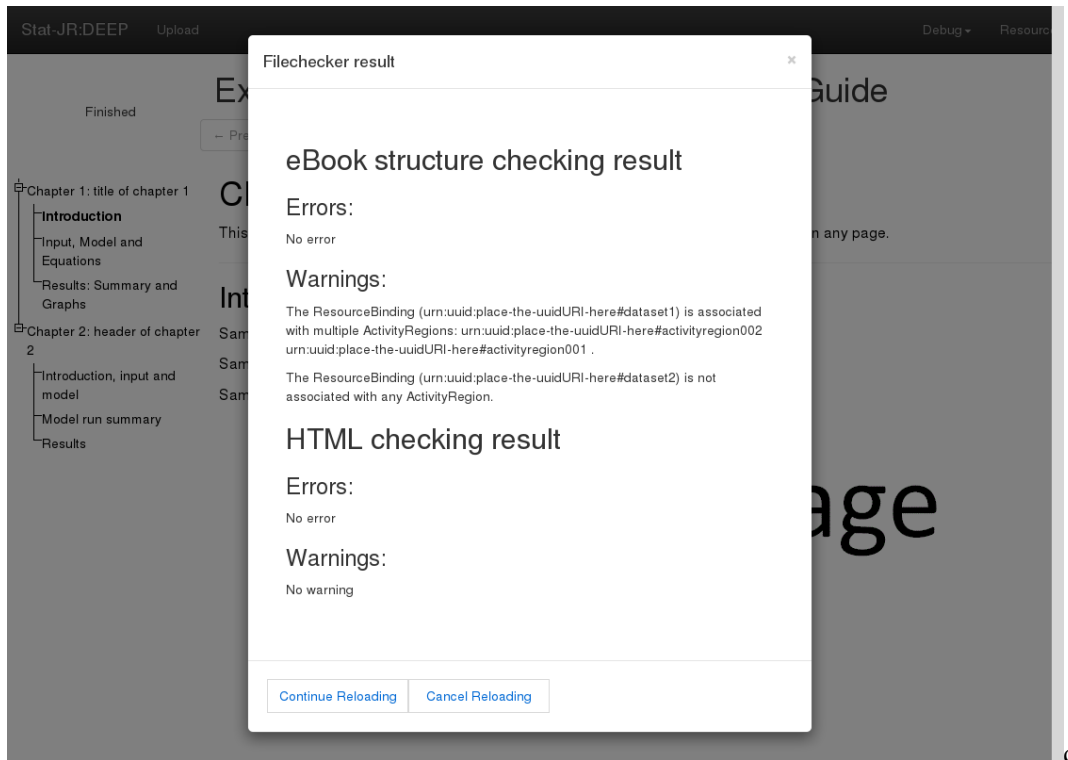 Stat-JR:DEEP Upload Debug Resource
Filechecker result ×
Ex Guide
Finished
← Pre
eBook structure checking result
Chapter 1: title of chapter 1
Introduction
Input, Model and
Equations
Results: Summary and
Graphs
Chapter 2: header of chapter
2
Introduction, input and
model
Model run summary
Results
This n any page.
Int
Sam
Sam
Sam
Errors:
No error
Warnings:
The ResourceBinding (urn:uuid:place-the-uuidURI-here#dataset1) is associated
with multiple ActivityRegions: urn:uuid:place-the-uuidURI-here#activityregion002
urn:uuid:place-the-uuidURI-here#activityregion001 .
The ResourceBinding (urn:uuid:place-the-uuidURI-here#dataset2) is not
associated with any ActivityRegion.
HTML checking result
Errors:
No error
age
Warnings:
No warning
Continue Reloading Cancel Reloading